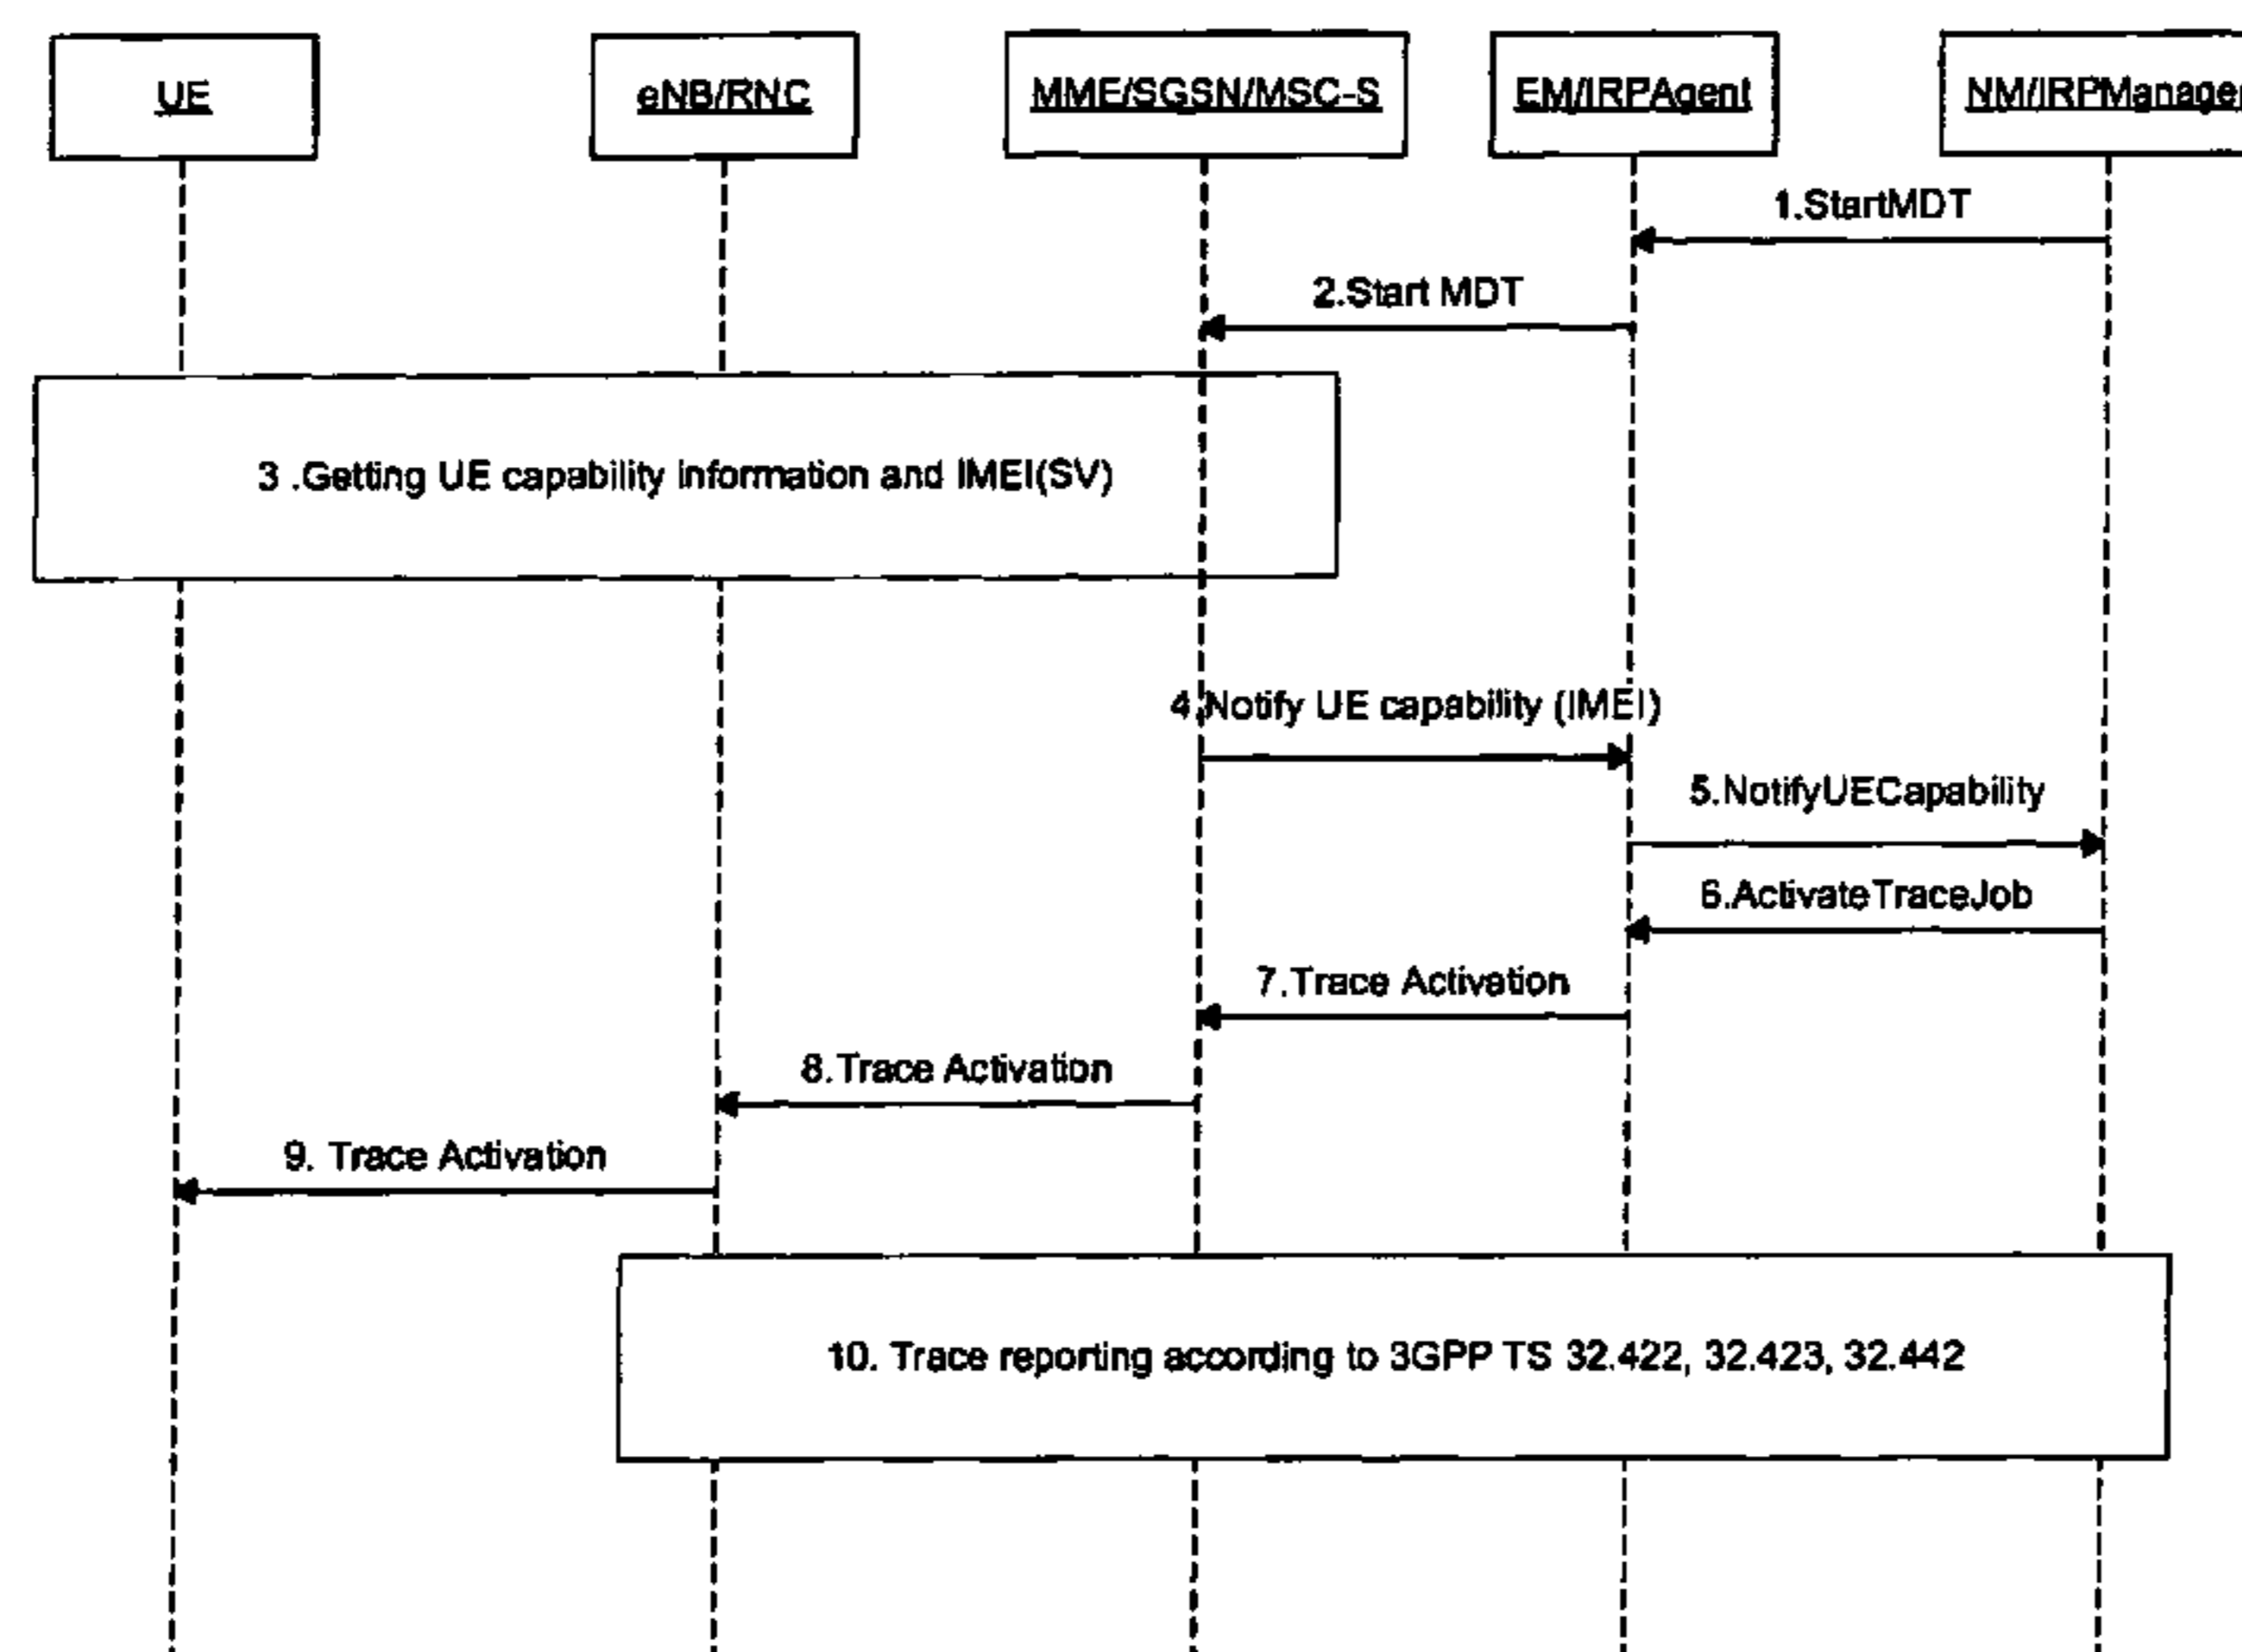 UE
eNB/RNC
MME/SGSN/MSC-S
EM/IRPAgent
NM/IRPManager
1.StartMDT
2.Start MDT
3 .Getting UE capability information and IMEI(SV)
4.Notify UE capability (IMEI)
5.NotifyUECapability
6.ActivateTraceJob
7.Trace Activation
8.Trace Activation
9. Trace Activation
10. Trace reporting according to 3GPP TS 32.422, 32.423, 32.442